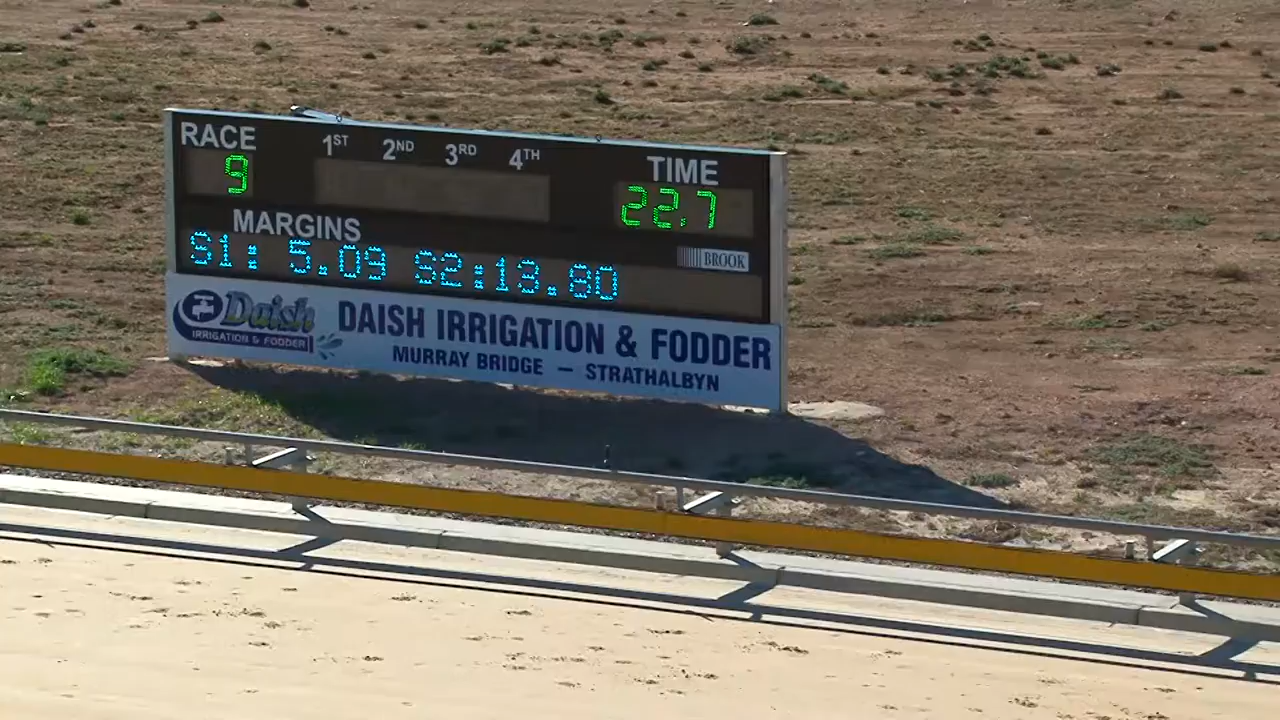 RACE 1ST 2ND 3RD 4TH TIME
9 22.7
MARGINS
BROOK
S1: 5.09 S2:13.80
Daish
IRRIGATION & FODDER
DAISH IRRIGATION & FODDER
MURRAY BRIDGE – STRATHALBYN